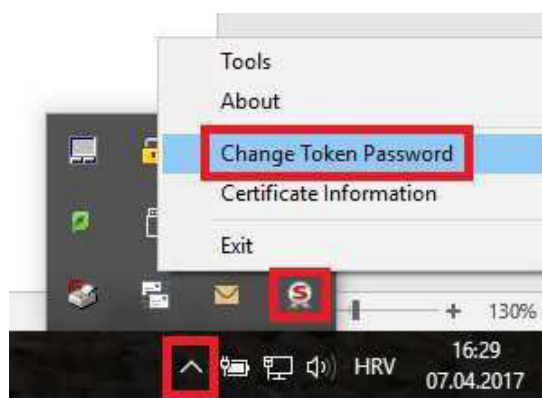 Tools
About
Change Token Password
Certificate Information
Exit
S
+ 130%
HRV
16:29
07.04.2017